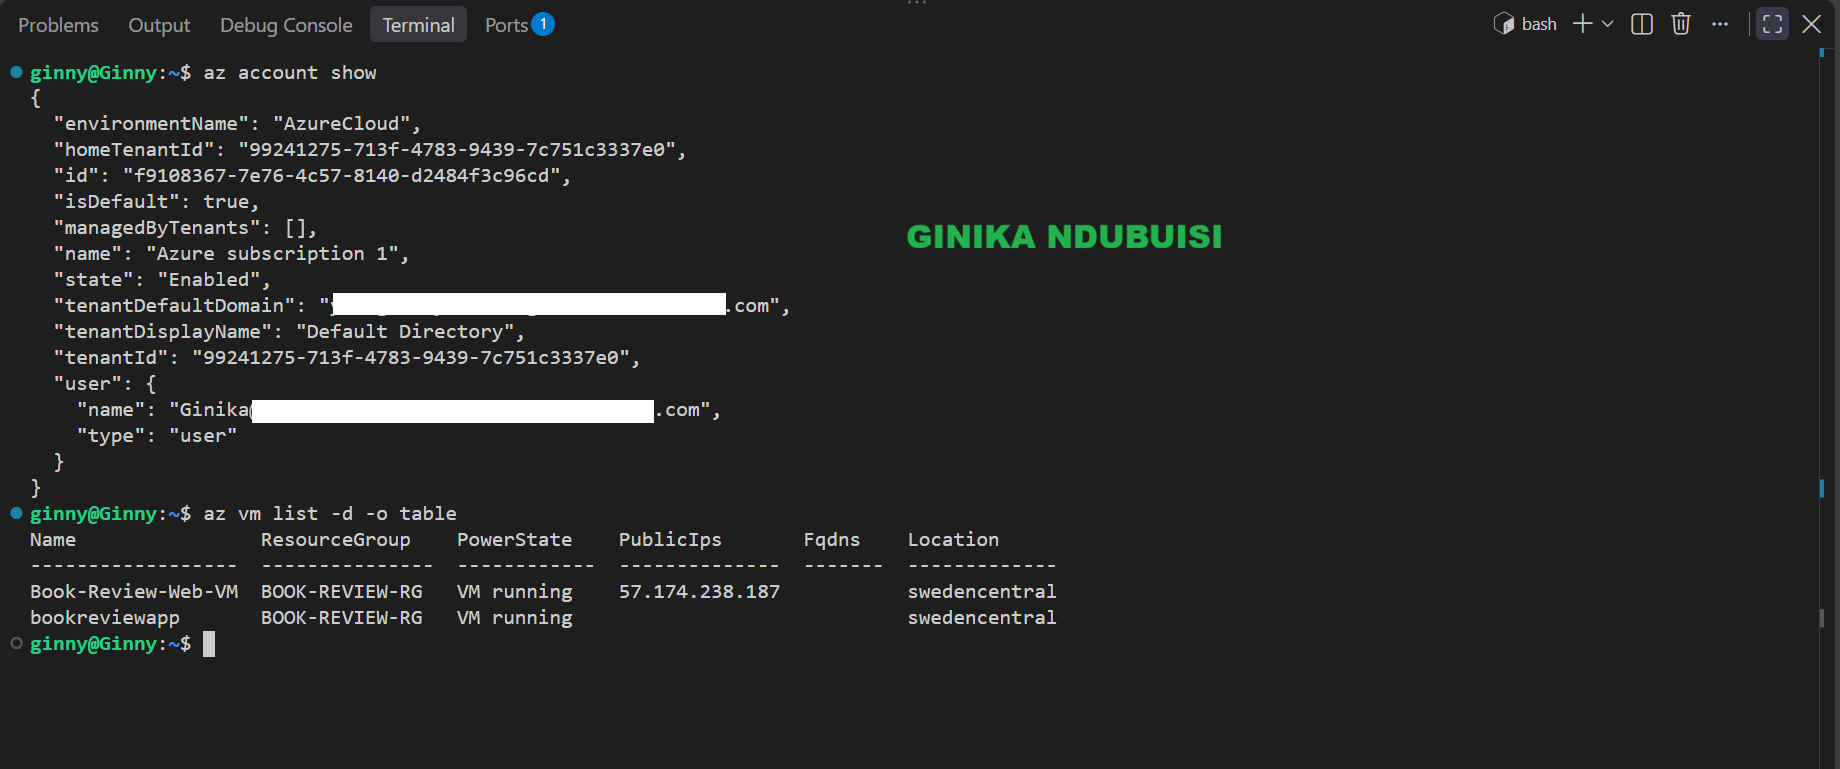 Problems Output Debug Console Terminal Ports 1 bash
ginny@Ginny:~$ az account show
{
"environmentName": "AzureCloud",
"homeTenantId": "99241275-713f-4783-9439-7c751c3337e0",
"id": "f9108367-7e76-4c57-8140-d2484f3c96cd",
"isDefault": true,
"managedByTenants": [],
GINIKA NDUBUISI
"name": "Azure subscription 1",
"state": "Enabled",
"tenantDefaultDomain": " .com",
"tenantDisplayName": "Default Directory",
"tenantId": "99241275-713f-4783-9439-7c751c3337e0",
"user": {
"name": "Ginika@ .com",
"type": "user"
}
}
ginny@Ginny:~$ az vm list -d -o table
Name ResourceGroup PowerState PublicIps Fqdns Location
------------------ --------------- ------------ -------------- ------- -------------
Book-Review-Web-VM BOOK-REVIEW-RG VM running 57.174.238.187 swedencentral
bookreviewapp BOOK-REVIEW-RG VM running swedencentral
ginny@Ginny:~$